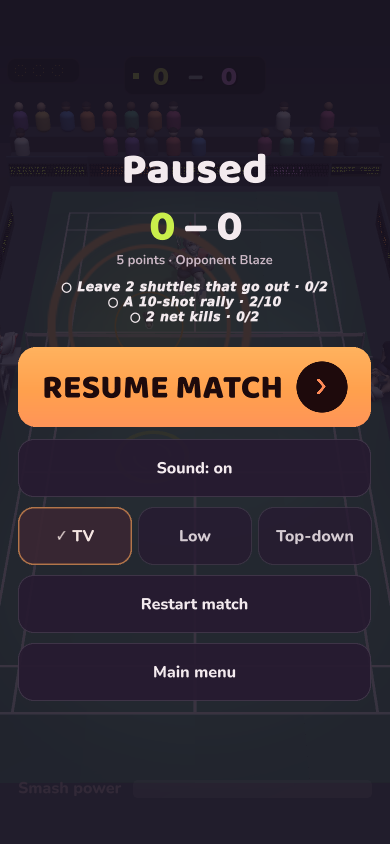 0 – 0
Paused
0 – 0
5 points · Opponent Blaze
○ Leave 2 shuttles that go out · 0/2
○ A 10-shot rally · 2/10
○ 2 net kills · 0/2
RESUME MATCH ›
Sound: on
✓ TV
Low
Top-down
Restart match
Main menu
Smash power